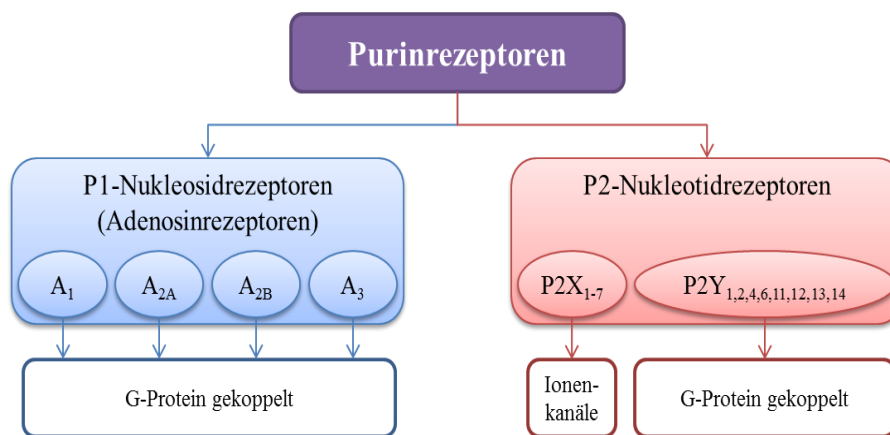 Purinrezeptoren
P1-Nukleosidrezeptoren
(Adenosinrezeptoren)
A₁ A₂A A₂B A₃
G-Protein gekoppelt
P2-Nukleotidrezeptoren
P2X₁₋₇ P2Y₁,₂,₄,₆,₁₁,₁₂,₁₃,₁₄
Ionen-
kanäle
G-Protein gekoppelt